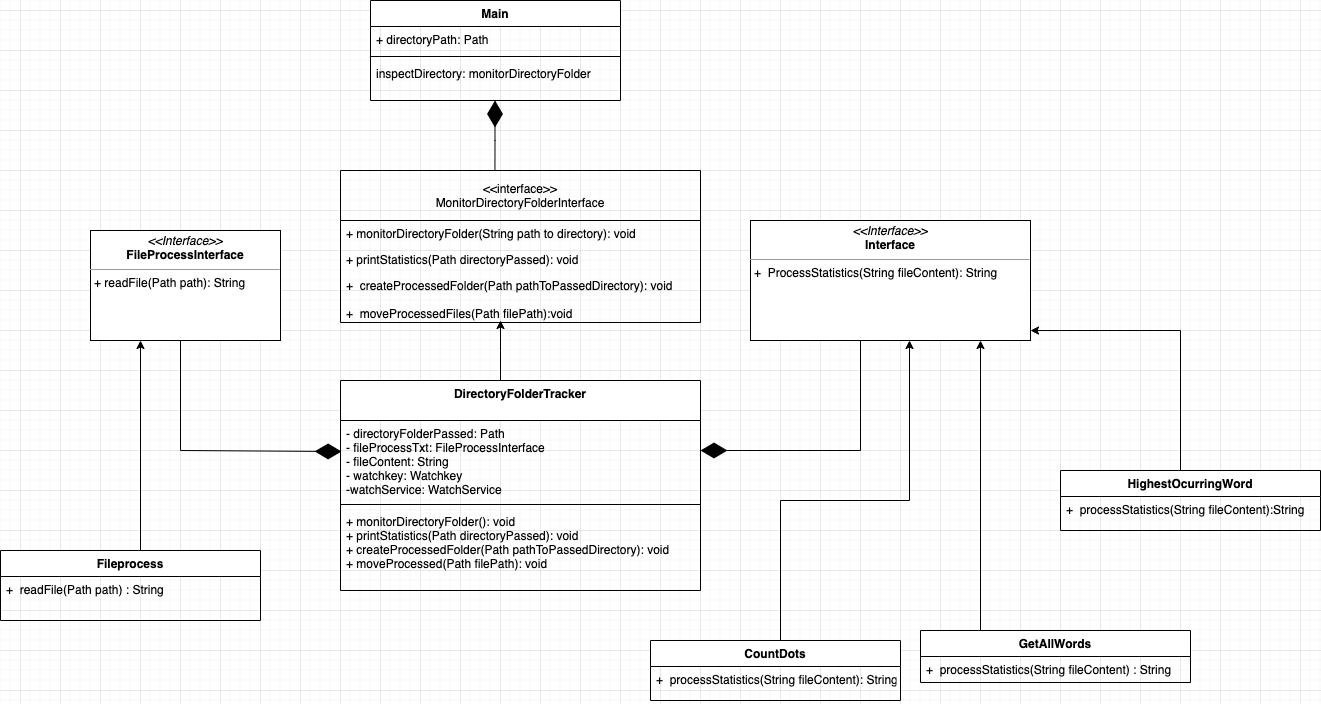 Main
+ directoryPath: Path
inspectDirectory: monitorDirectoryFolder
<<interface>>
MonitorDirectoryFolderInterface
+ monitorDirectoryFolder(String path to directory): void
+ printStatistics(Path directoryPassed): void
+ createProcessedFolder(Path pathToPassedDirectory): void
+ moveProcessedFiles(Path filePath):void
<<Interface>>
FileProcessInterface
+ readFile(Path path): String
<<Interface>>
Interface
+ ProcessStatistics(String fileContent): String
DirectoryFolderTracker
- directoryFolderPassed: Path
- fileProcessTxt: FileProcessInterface
- fileContent: String
- watchkey: Watchkey
-watchService: WatchService
+ monitorDirectoryFolder(): void
+ printStatistics(Path directoryPassed): void
+ createProcessedFolder(Path pathToPassedDirectory): void
+ moveProcessed(Path filePath): void
HighestOcurringWord
+ processStatistics(String fileContent):String
Fileprocess
+ readFile(Path path) : String
CountDots
+ processStatistics(String fileContent): String
GetAllWords
+ processStatistics(String fileContent) : String